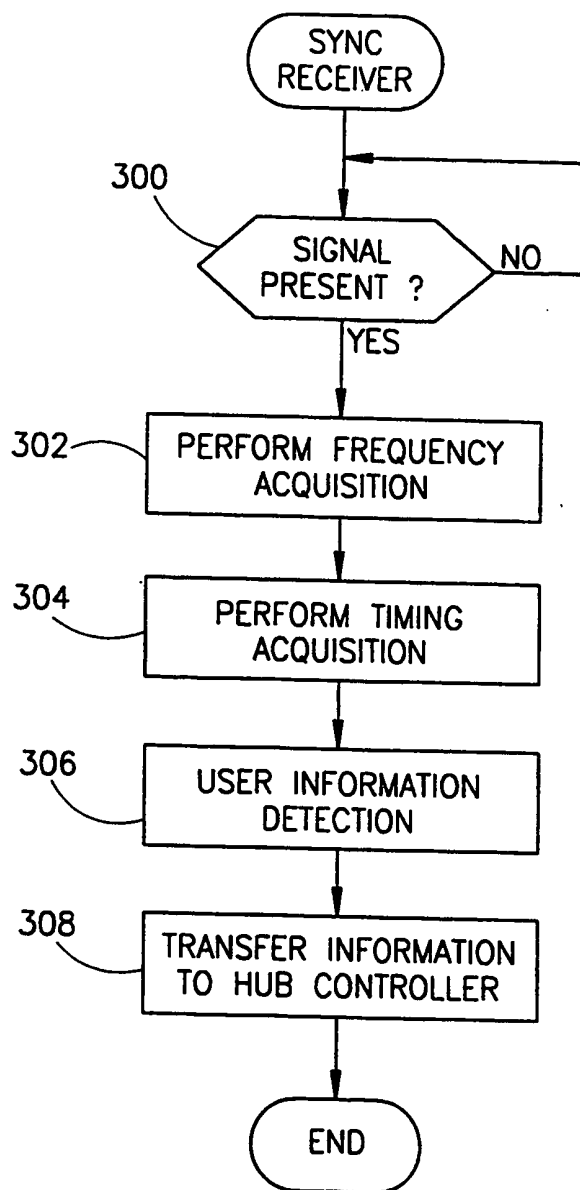 SYNC
RECEIVER
300
SIGNAL
PRESENT ?
NO
YES
302
PERFORM FREQUENCY
ACQUISITION
304
PERFORM TIMING
ACQUISITION
306
USER INFORMATION
DETECTION
308
TRANSFER INFORMATION
TO HUB CONTROLLER
END